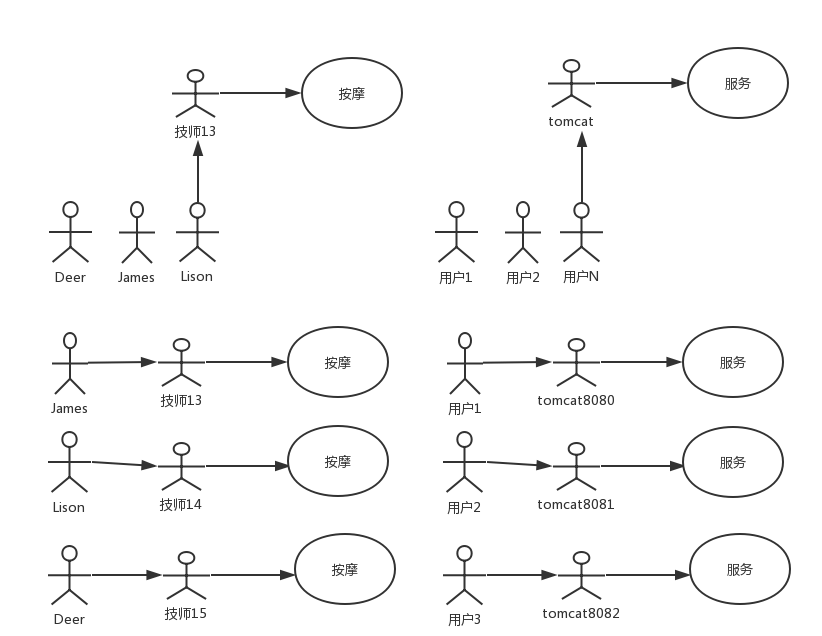 按摩
服务
技师13
tomcat
Deer
James
Lison
用户1
用户2
用户N
按摩
服务
James
技师13
用户1
tomcat8080
按摩
服务
Lison
技师14
用户2
tomcat8081
按摩
服务
Deer
技师15
用户3
tomcat8082